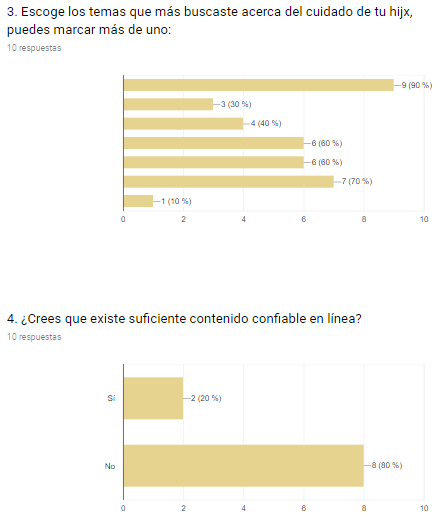 3. Escoge los temas que más buscaste acerca del cuidado de tu hijx,
puedes marcar más de uno:
10 respuestas
9 (90 %)
3 (30 %)
4 (40 %)
6 (60 %)
6 (60 %)
7 (70 %)
1 (10 %)
0 2 4 6 8 10
4. ¿Crees que existe suficiente contenido confiable en línea?
10 respuestas
Sí 2 (20 %)
No 8 (80 %)
0 2 4 6 8 10